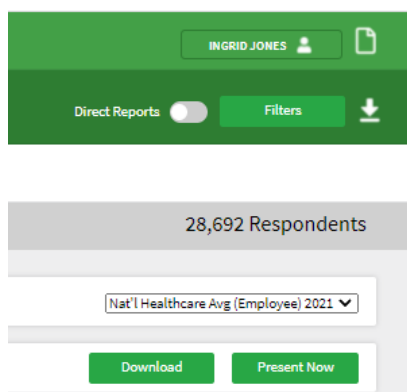 INGRID JONES
Direct Reports
Filters
28,692 Respondents
Nat'l Healthcare Avg (Employee) 2021
Download
Present Now